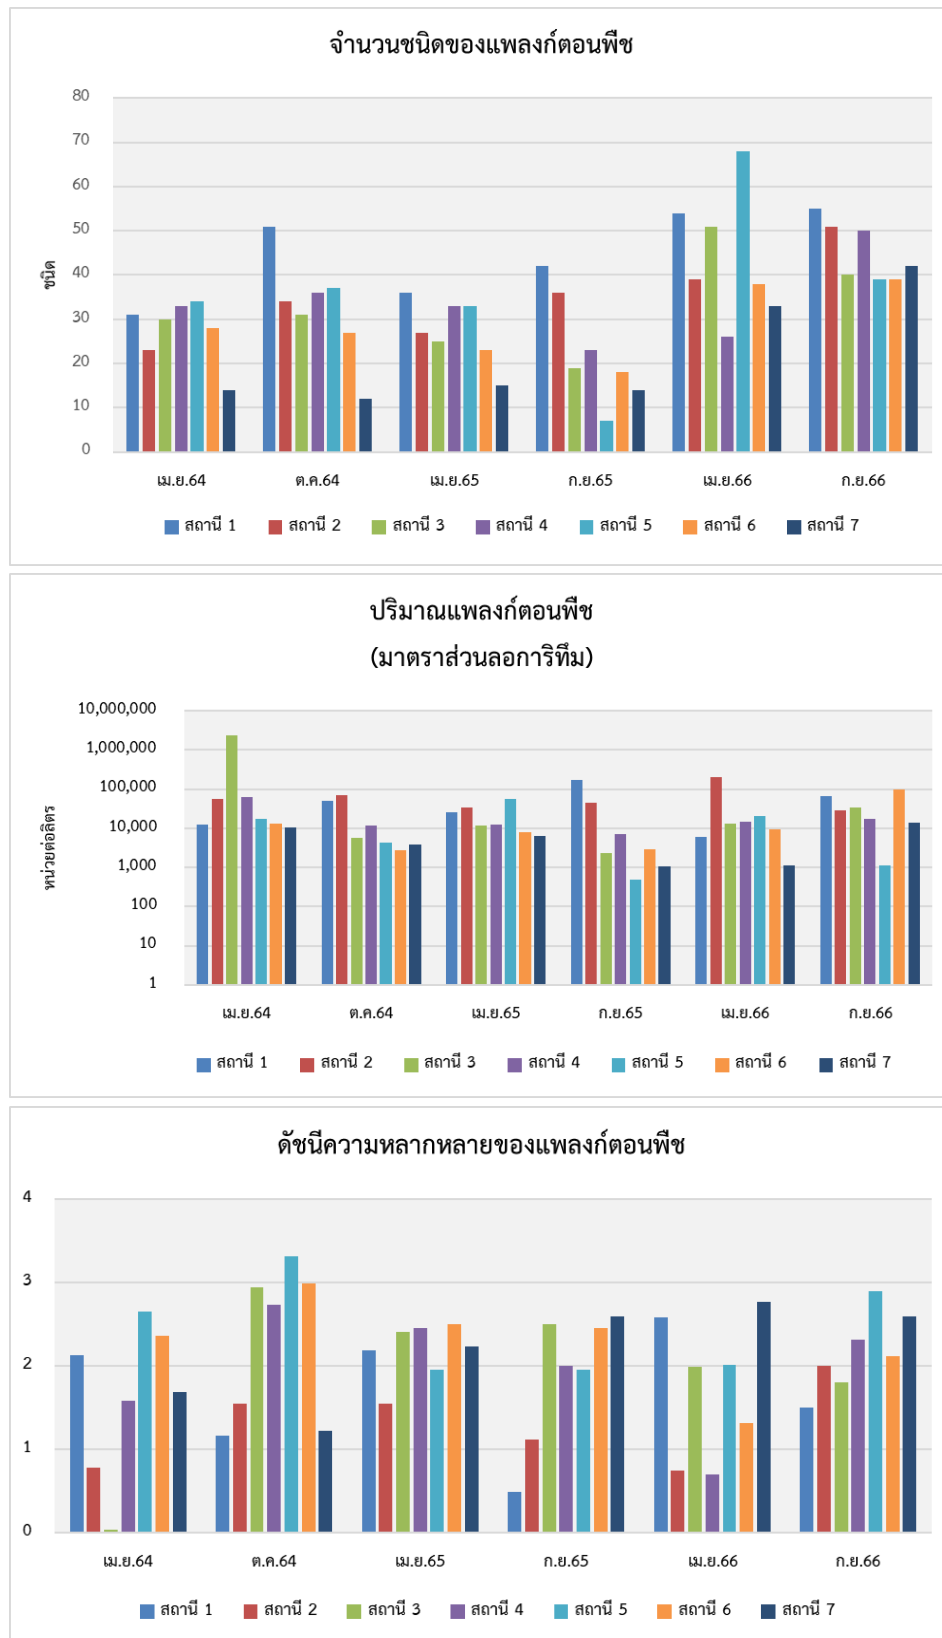 จำนวนชนิดของแพลงก์ตอนพืช
80
70
60
50
40
30
20
10
0
ชนิด
เม.ย.64 ต.ค.64 เม.ย.65 ก.ย.65 เม.ย.66 ก.ย.66
สถานี 1 สถานี 2 สถานี 3 สถานี 4 สถานี 5 สถานี 6 สถานี 7
ปริมาณแพลงก์ตอนพืช
(มาตราส่วนลอการิทึม)
10,000,000
1,000,000
100,000
10,000
1,000
100
10
1
หน่วยต่อลิตร
เม.ย.64 ต.ค.64 เม.ย.65 ก.ย.65 เม.ย.66 ก.ย.66
สถานี 1 สถานี 2 สถานี 3 สถานี 4 สถานี 5 สถานี 6 สถานี 7
ดัชนีความหลากหลายของแพลงก์ตอนพืช
4
3
2
1
0
เม.ย.64 ต.ค.64 เม.ย.65 ก.ย.65 เม.ย.66 ก.ย.66
สถานี 1 สถานี 2 สถานี 3 สถานี 4 สถานี 5 สถานี 6 สถานี 7